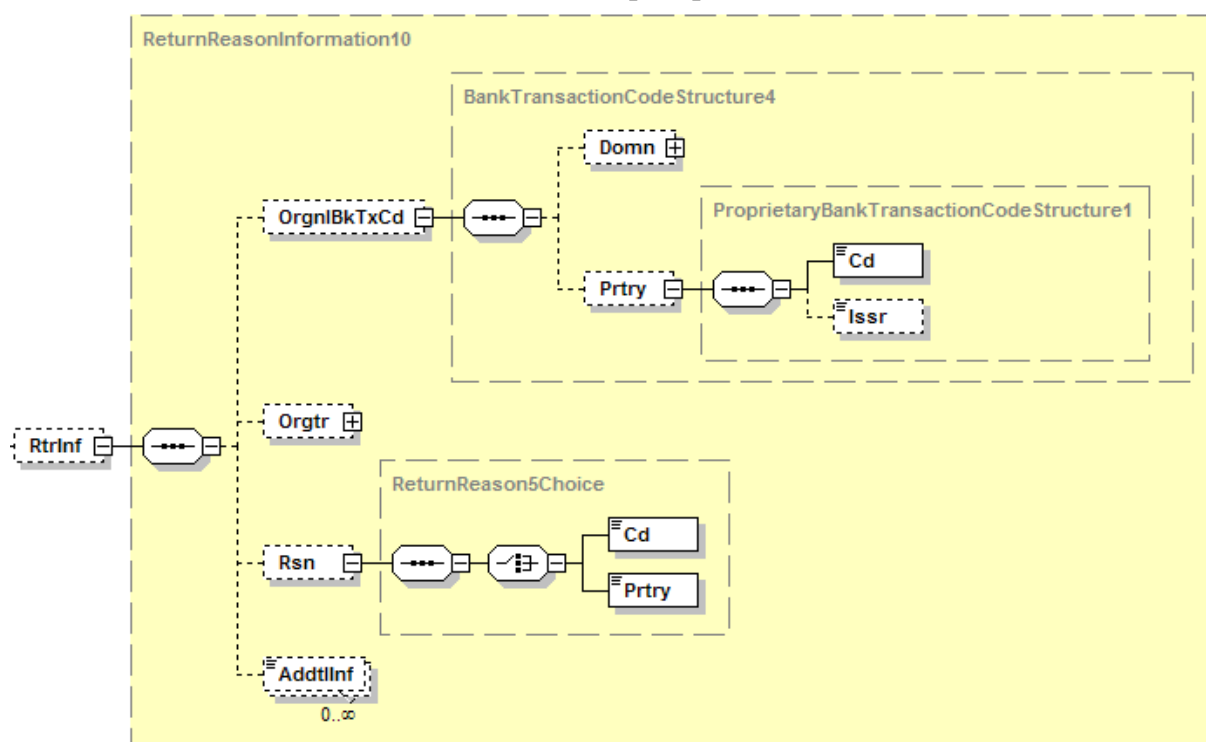 ReturnReasonInformation10
BankTransactionCodeStructure4
Domn
OrgnlBkTxCd
ProprietaryBankTransactionCodeStructure1
Cd
Prtry
Issr
Orgtr
RtrInf
ReturnReason5Choice
Cd
Rsn
Prtry
AddtlInf
0..∞